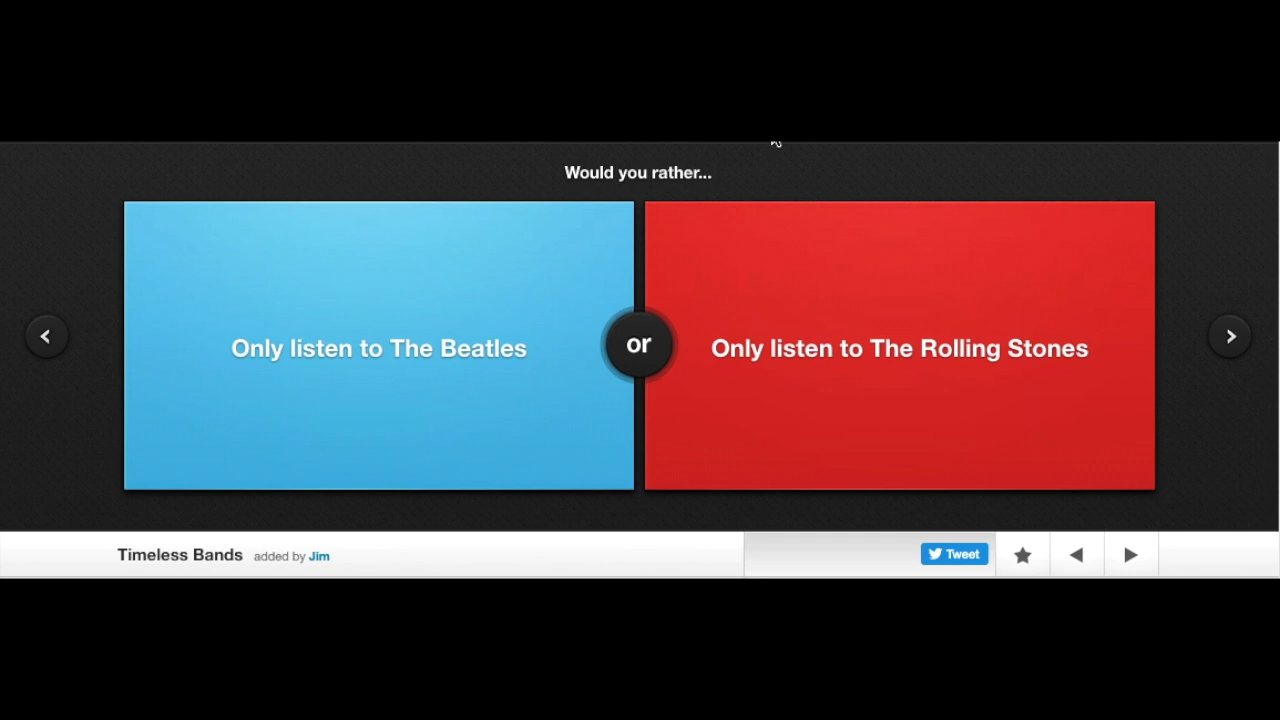 Would you rather...
Only listen to The Beatles
or
Only listen to The Rolling Stones
Timeless Bands added by Jim
Tweet